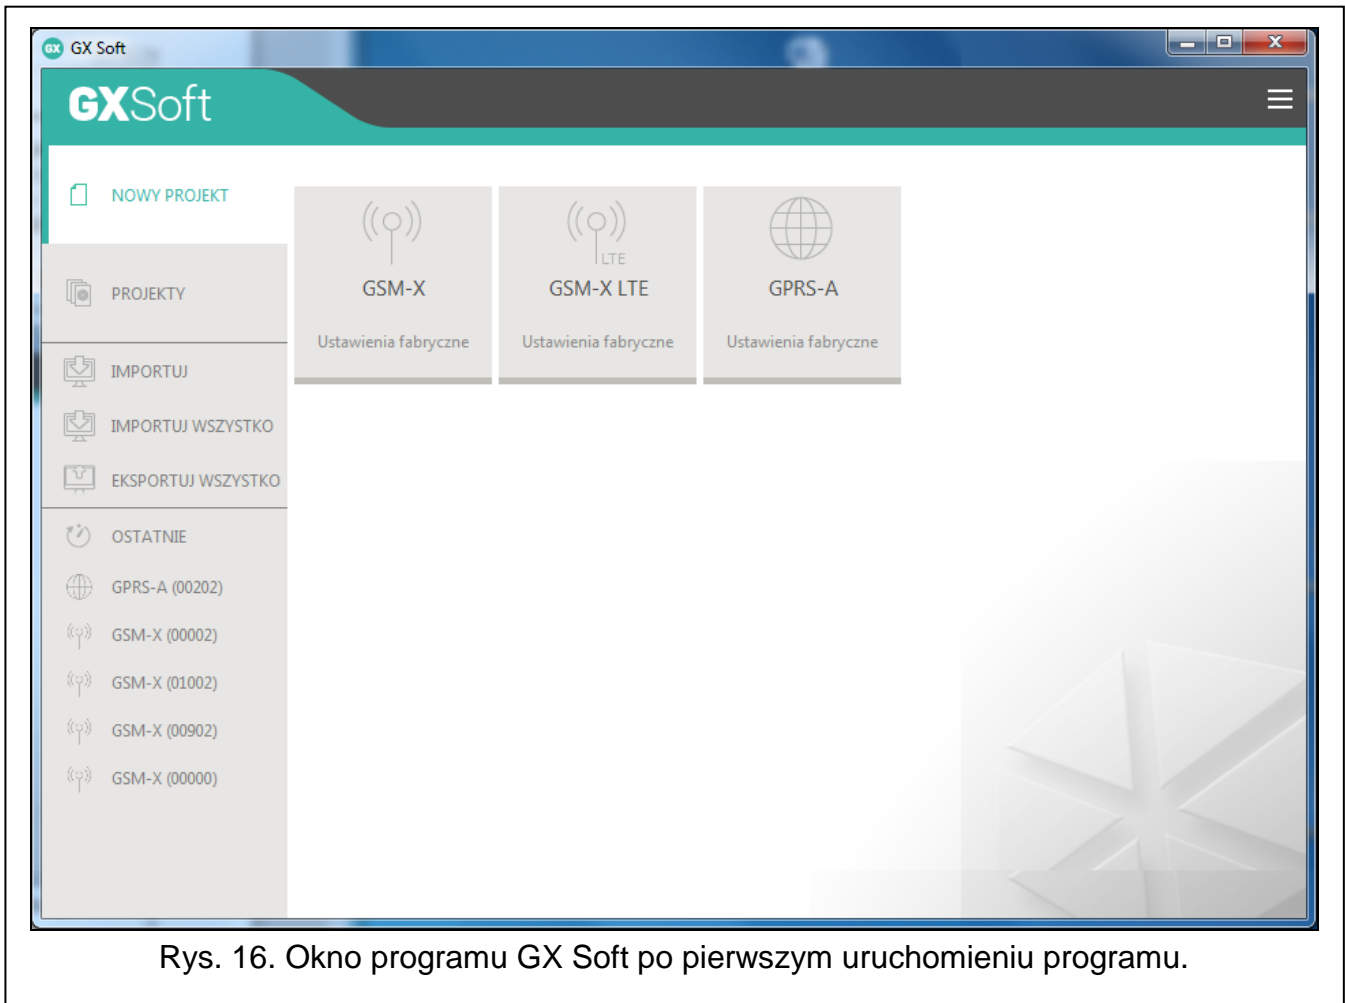 GX GX Soft
GXSoft
NOWY PROJEKT
PROJEKTY
IMPORTUJ
IMPORTUJ WSZYSTKO
EKSPORTUJ WSZYSTKO
OSTATNIE
GPRS-A (00202)
GSM-X (00002)
GSM-X (01002)
GSM-X (00902)
GSM-X (00000)
GSM-X
Ustawienia fabryczne
LTE
GSM-X LTE
Ustawienia fabryczne
GPRS-A
Ustawienia fabryczne
Rys. 16. Okno programu GX Soft po pierwszym uruchomieniu programu.